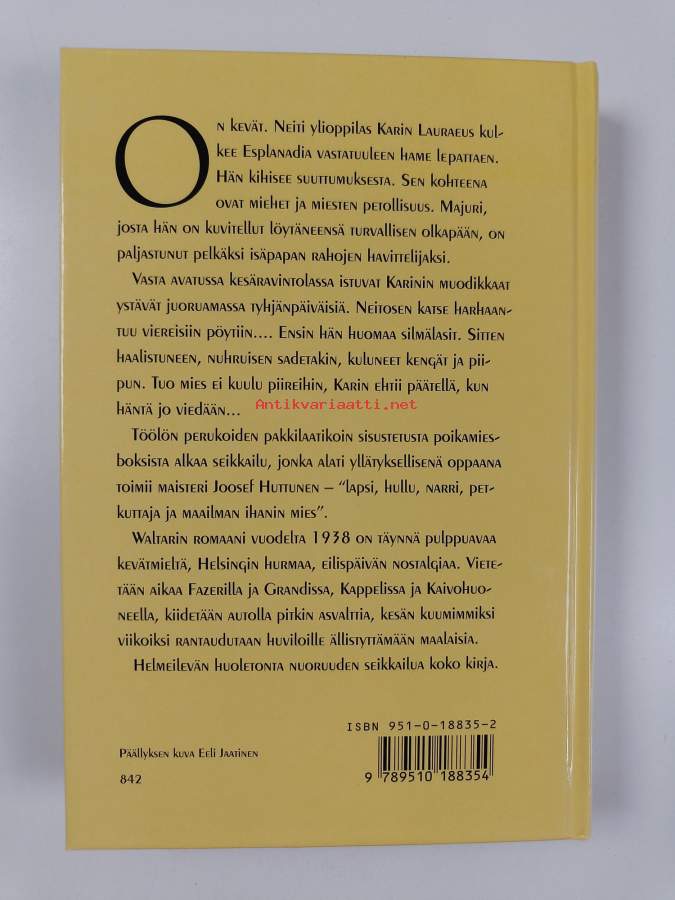 On kevät. Neiti ylioppilas Karin Lauraeus kul-
kee Esplanadia vastatuuleen hame lepattaen.
Hän kihisee suuttumuksesta. Sen kohteena
ovat miehet ja miesten petollisuus. Majuri,
josta hän on kuvitellut löytäneensä turvallisen olkapään, on
paljastunut pelkäksi isäpapan rahojen havittelijaksi.
Vasta avatussa kesäravintolassa istuvat Karinin muodikkaat
ystävät juoruamassa tyhjänpäiväisiä. Neitosen katse harhaan-
tuu viereisiin pöytiin.... Ensin hän huomaa silmälasit. Sitten
haalistuneen, nuhruisen sadetakin, kuluneet kengät ja pii-
pun. Tuo mies ei kuulu piireihin, Karin ehtii päätellä, kun
häntä jo viedään...
Antikvariaatti.net
Töölön perukoiden pakkilaatikoin sisustetusta poikamies-
boksista alkaa seikkailu, jonka alati yllätyksellisenä oppaana
toimii maisteri Joosef Huttunen – "lapsi, hullu, narri, pet-
kuttaja ja maailman ihanin mies".
Waltarin romaani vuodelta 1938 on täynnä pulppuavaa
kevätmieltä, Helsingin hurmaa, eilispäivän nostalgiaa. Viete-
tään aikaa Fazerilla ja Grandissa, Kappelissa ja Kaivohuo-
neella, kiidetään autolla pitkin asvalttia, kesän kuumimmiksi
viikoiksi rantaudutaan huviloille ällistyttämään maalaisia.
Helmeilevän huoletonta nuoruuden seikkailua koko kirja.
ISBN 951-0-18835-2
Päällyksen kuva Eeli Jaatinen
842
9 789510 188354